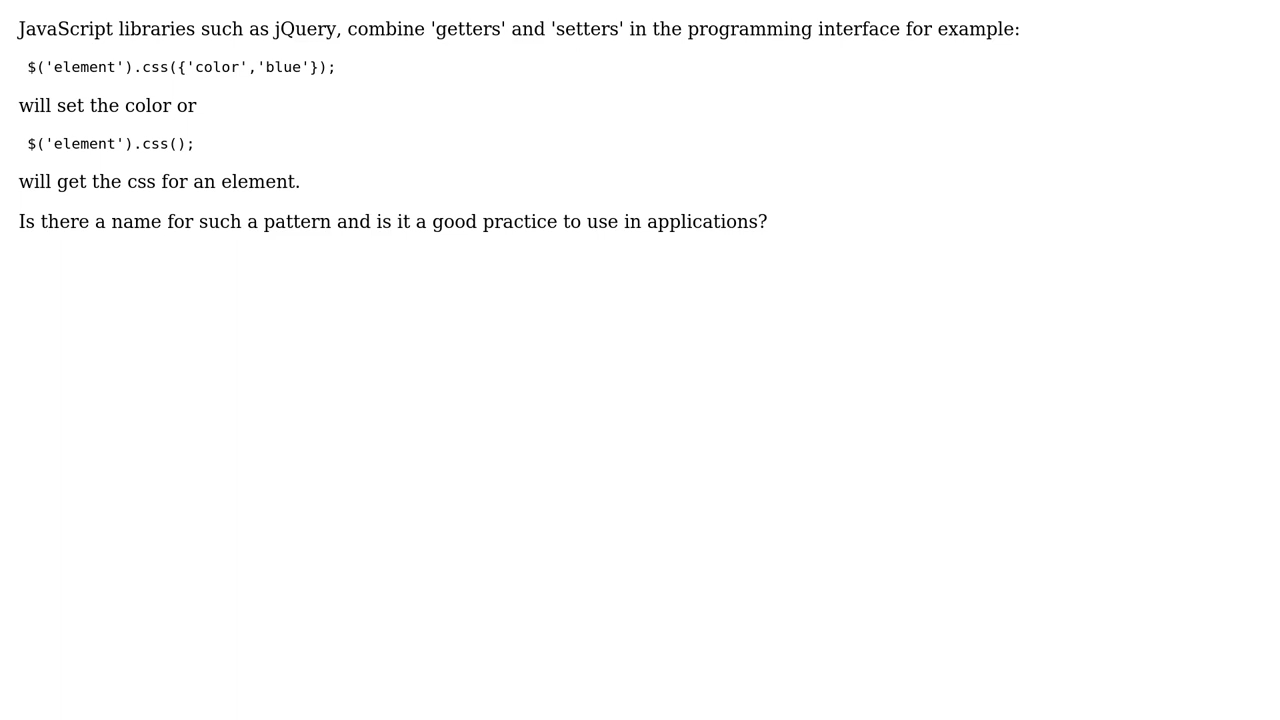 JavaScript libraries such as jQuery, combine 'getters' and 'setters' in the programming interface for example:
$('element').css({'color','blue'});
will set the color or
$('element').css();
will get the css for an element.
Is there a name for such a pattern and is it a good practice to use in applications?